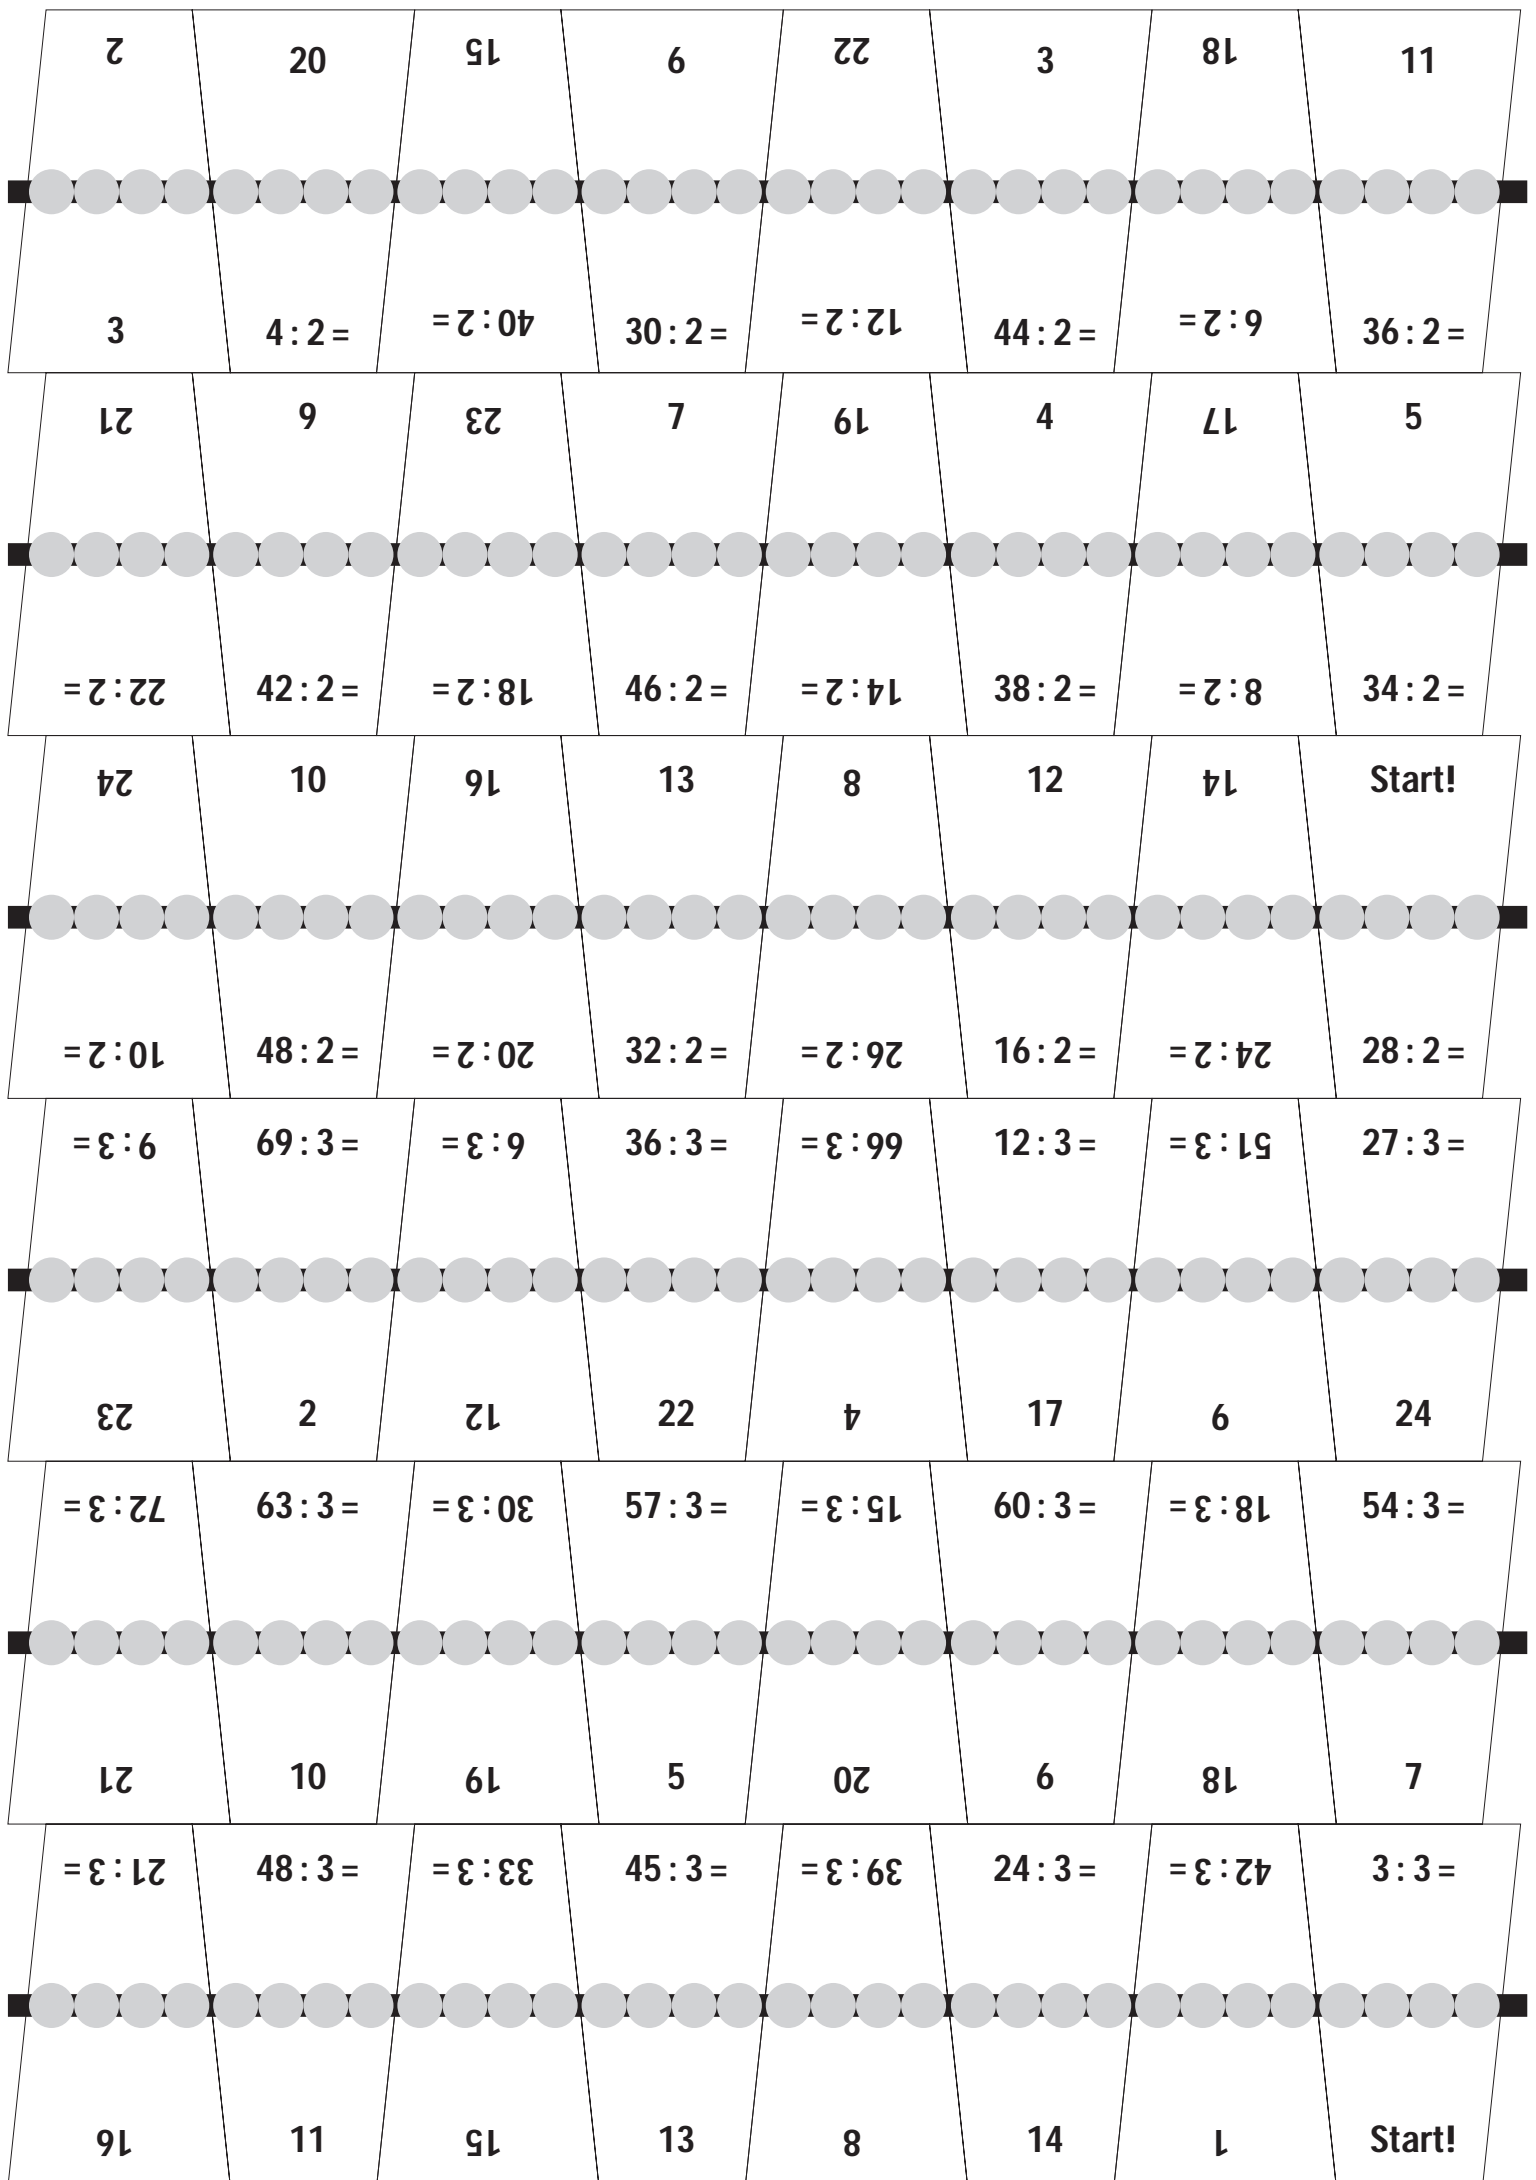 2 20 15 6 22 3 18 11
3 4 : 2 = 40 : 2 = 30 : 2 = 12 : 2 = 44 : 2 = 6 : 2 = 36 : 2 =
21 9 23 7 19 4 17 5
22 : 2 = 42 : 2 = 18 : 2 = 46 : 2 = 14 : 2 = 38 : 2 = 8 : 2 = 34 : 2 =
24 10 16 13 8 12 14 Start!
10 : 2 = 48 : 2 = 20 : 2 = 32 : 2 = 26 : 2 = 16 : 2 = 24 : 2 = 28 : 2 =
9 : 3 = 69 : 3 = 6 : 3 = 36 : 3 = 66 : 3 = 12 : 3 = 51 : 3 = 27 : 3 =
23 2 12 22 4 17 9 24
72 : 3 = 63 : 3 = 30 : 3 = 57 : 3 = 15 : 3 = 60 : 3 = 18 : 3 = 54 : 3 =
21 10 19 5 20 6 18 7
21 : 3 = 48 : 3 = 33 : 3 = 45 : 3 = 39 : 3 = 24 : 3 = 42 : 3 = 3 : 3 =
16 11 15 13 8 14 1 Start!